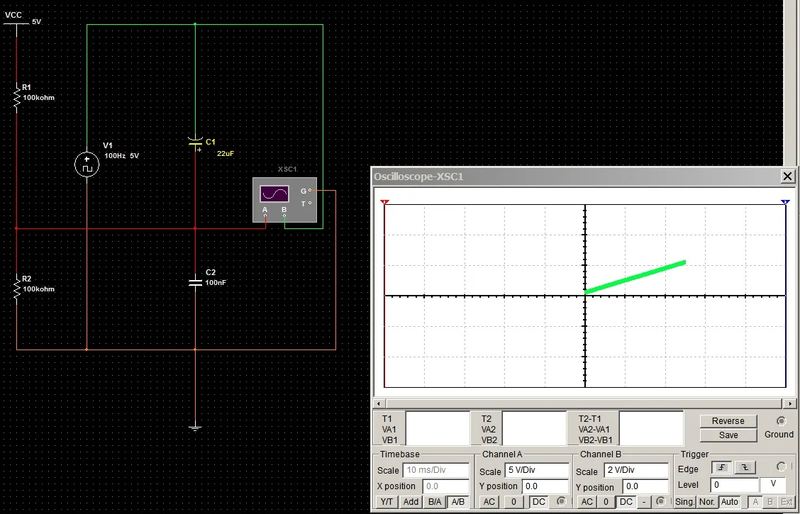 VCC
5V
R1
100kohm
V1
100Hz 5V
C1
22uF
XSC1
G
T
A B
R2
100kohm
C2
100nF
Oscilloscope-XSC1
T1
VA1
VB1
T2
VA2
VB2
T2-T1
VA2-VA1
VB2-VB1
Reverse
Save
Ground
Timebase
Scale 10 ms/Div
X position 0.0
Y/T Add B/A A/B
Channel A
Scale 5 V/Div
Y position 0.0
AC 0 DC
Channel B
Scale 2 V/Div
Y position 0.0
AC 0 DC -
Trigger
Edge
Level 0 V
Sing. Nor. Auto A B Ext